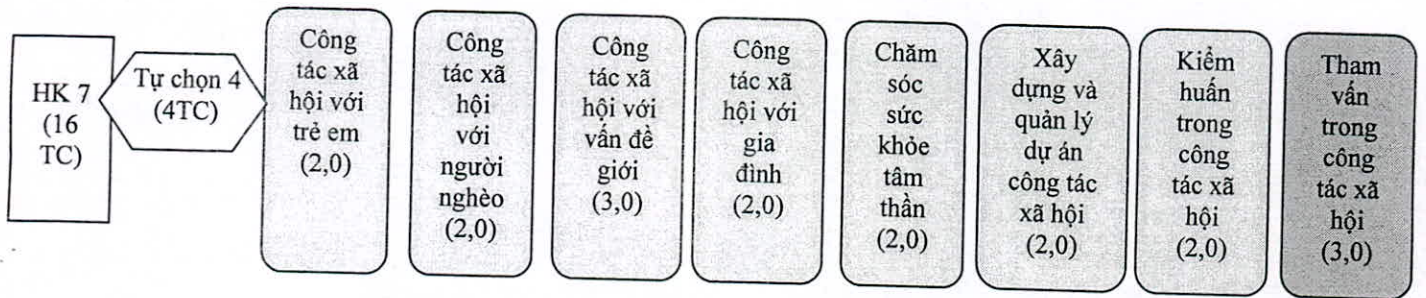 HK 7
(16
TC)
Tự chọn 4
(4TC)
Công
tác xã
hội với
trẻ em
(2,0)
Công
tác xã
hội
với
người
nghèo
(2,0)
Công
tác xã
hội với
vấn đề
giới
(3,0)
Công
tác xã
hội với
gia
đình
(2,0)
Chăm
sóc
sức
khỏe
tâm
thần
(2,0)
Xây
dựng và
quản lý
dự án
công tác
xã hội
(2,0)
Kiểm
huấn
trong
công
tác xã
hội
(2,0)
Tham
vấn
trong
công
tác xã
hội
(3,0)